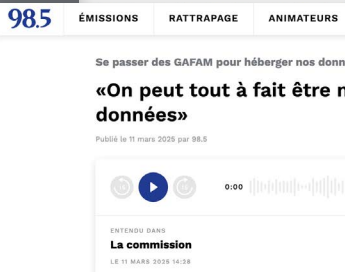 98.5 ÉMISSIONS RATTRAPAGE ANIMATEURS
Se passer des GAFAM pour héberger nos donn
«On peut tout à fait être
données»
Publié le 11 mars 2025 par 98.5
0:00
ENTENDU DANS
La commission
LE 11 MARS 2025 14:28